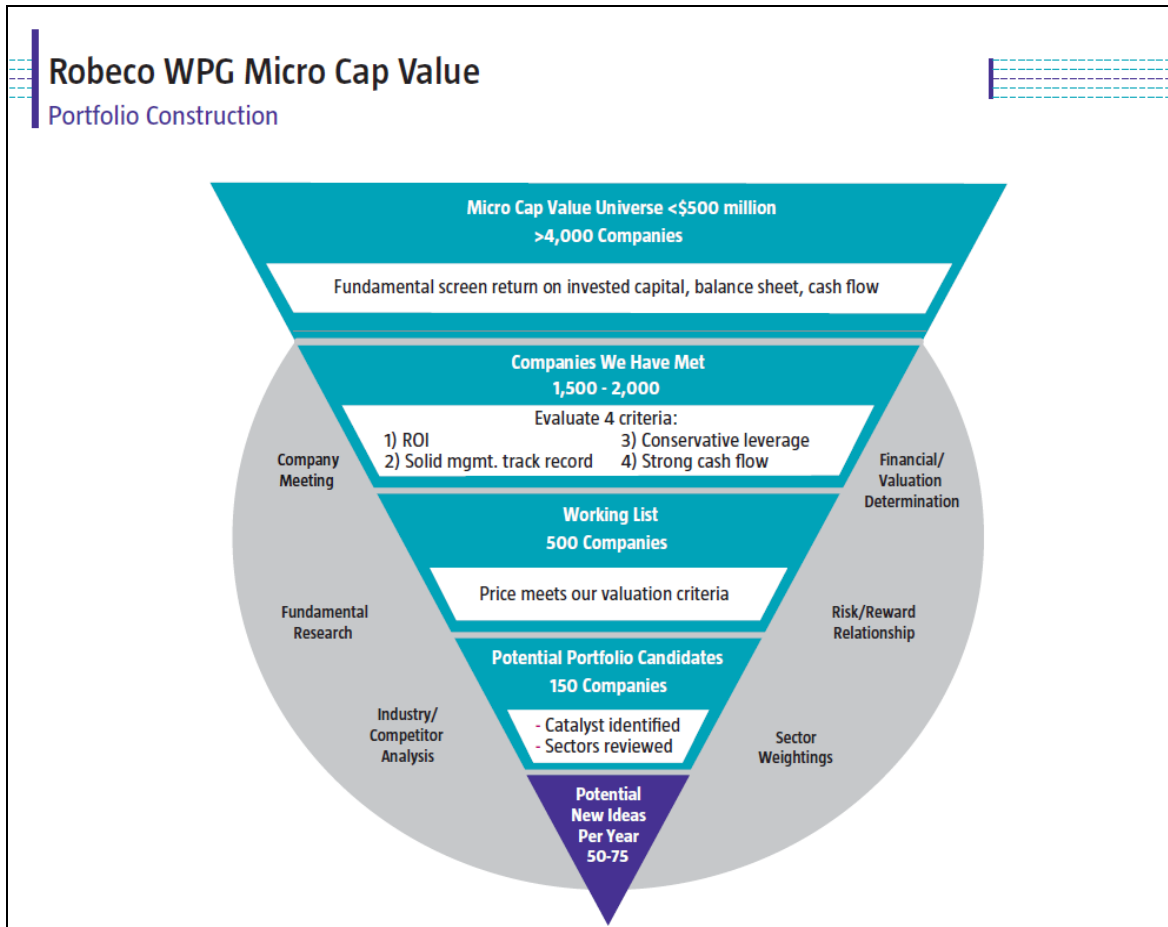 Robeco WPG Micro Cap Value
Portfolio Construction
Micro Cap Value Universe <$500 million
>4,000 Companies
Fundamental screen return on invested capital, balance sheet, cash flow
Companies We Have Met
1,500 - 2,000
Evaluate 4 criteria:
1) ROI
3) Conservative leverage
2) Solid mgmt. track record
4) Strong cash flow
Company
Meeting
Financial/
Valuation
Determination
Working List
500 Companies
Price meets our valuation criteria
Fundamental
Research
Risk/Reward
Relationship
Potential Portfolio Candidates
150 Companies
- Catalyst identified
- Sectors reviewed
Industry/
Competitor
Analysis
Sector
Weightings
Potential
New Ideas
Per Year
50-75